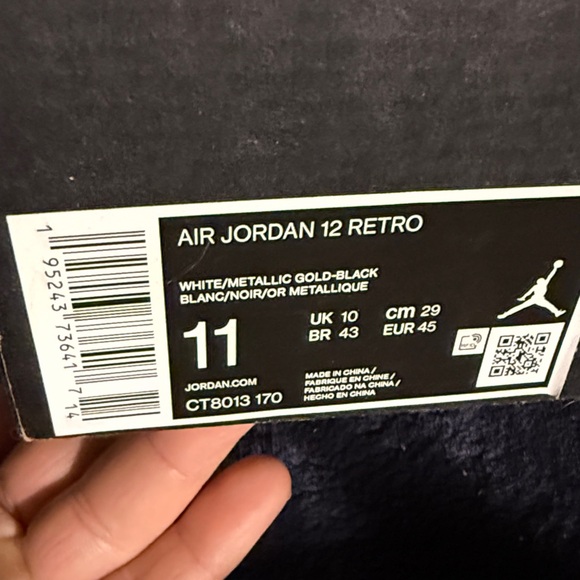 AIR JORDAN 12 RETRO
WHITE/METALLIC GOLD-BLACK
BLANC/NOIR/OR METALLIQUE
11
UK 10 cm 29
BR 43 EUR 45
JORDAN.COM
CT8013 170
MADE IN CHINA /
FABRIQUE EN CHINE /
FABRICADO NA CHINA /
HECHO EN CHINA
1 95243 73641 7 14